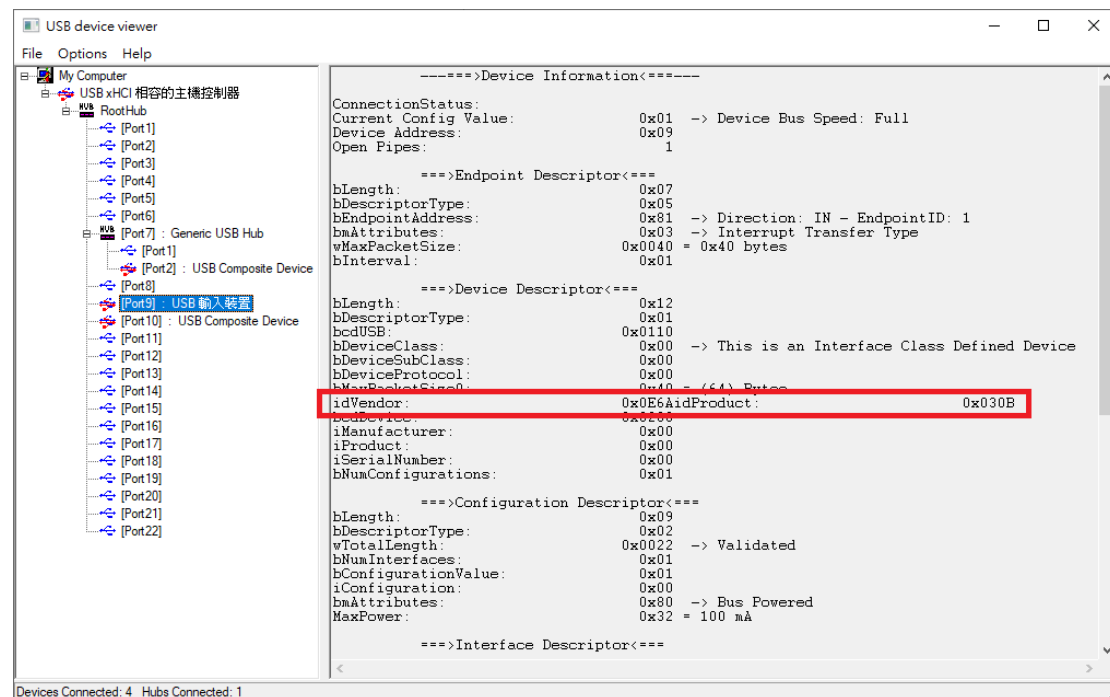 USB device viewer
File Options Help
My Computer
USB xHCI 相容的主機控制器
RootHub
[Port1]
[Port2]
[Port3]
[Port4]
[Port5]
[Port6]
[Port7] : Generic USB Hub
[Port1]
[Port2] : USB Composite Device
[Port8]
[Port9] : USB 輸入裝置
[Port10] : USB Composite Device
[Port11]
[Port12]
[Port13]
[Port14]
[Port15]
[Port16]
[Port17]
[Port18]
[Port19]
[Port20]
[Port21]
[Port22]
---===>Device Information<===---
ConnectionStatus:
Current Config Value: 0x01 -> Device Bus Speed: Full
Device Address: 0x09
Open Pipes: 1
===>Endpoint Descriptor<===
bLength: 0x07
bDescriptorType: 0x05
bEndpointAddress: 0x81 -> Direction: IN - EndpointID: 1
bmAttributes: 0x03 -> Interrupt Transfer Type
wMaxPacketSize: 0x0040 = 0x40 bytes
bInterval: 0x01
===>Device Descriptor<===
bLength: 0x12
bDescriptorType: 0x01
bcdUSB: 0x0110
bDeviceClass: 0x00 -> This is an Interface Class Defined Device
bDeviceSubClass: 0x00
bDeviceProtocol: 0x00
bMaxPacketSize0: 0x40 = (64) Bytes
idVendor: 0x0E6AidProduct: 0x030B
bcdDevice: 0x0200
iManufacturer: 0x00
iProduct: 0x00
iSerialNumber: 0x00
bNumConfigurations: 0x01
===>Configuration Descriptor<===
bLength: 0x09
bDescriptorType: 0x02
wTotalLength: 0x0022 -> Validated
bNumInterfaces: 0x01
bConfigurationValue: 0x01
iConfiguration: 0x00
bmAttributes: 0x80 -> Bus Powered
MaxPower: 0x32 = 100 mA
===>Interface Descriptor<===
Devices Connected: 4 Hubs Connected: 1